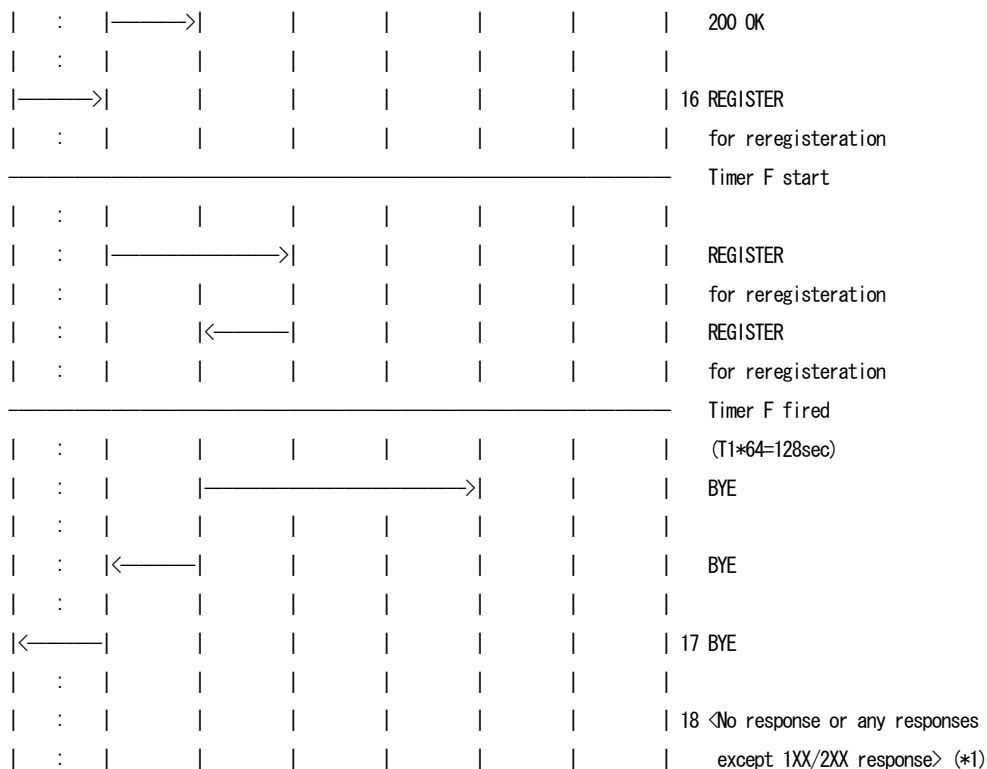 200 OK
16 REGISTER
for reregisteration
Timer F start
REGISTER
for reregisteration
REGISTER
for reregisteration
Timer F fired
(T1*64=128sec)
BYE
BYE
17 BYE
18 <No response or any responses
except 1XX/2XX response> (*1)